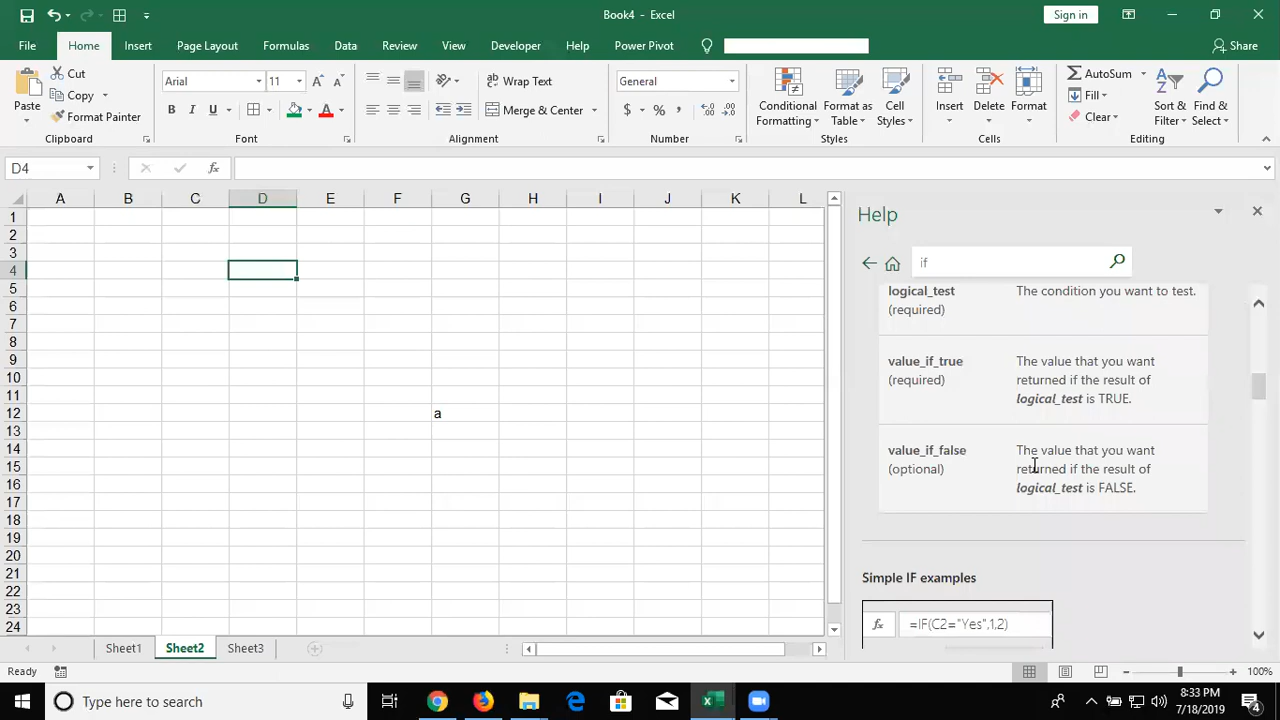 Book4 - Excel
Sign in
File Home Insert Page Layout Formulas Data Review View Developer Help Power Pivot Share
Paste
Cut
Copy
Format Painter
Clipboard
Arial 11
B I U
A A
Font
Wrap Text
Merge & Center
Alignment
General
$ % ,
Number
Conditional Formatting
Format as Table
Cell Styles
Styles
Insert Delete Format
Cells
AutoSum
Fill
Clear
Sort & Filter
Find & Select
Editing
D4 fx
A B C D E F G H I J K L
1
2
3
4
5
6
7
8
9
10
11
12 a
13
14
15
16
17
18
19
20
21
22
23
24
Help
if
logical_test The condition you want to test.
(required)
value_if_true The value that you want
(required) returned if the result of
logical_test is TRUE.
value_if_false The value that you want
(optional) returned if the result of
logical_test is FALSE.
Simple IF examples
fx =IF(C2="Yes",1,2)
Sheet1 Sheet2 Sheet3
Ready 100%
Type here to search
8:33 PM
7/18/2019
4